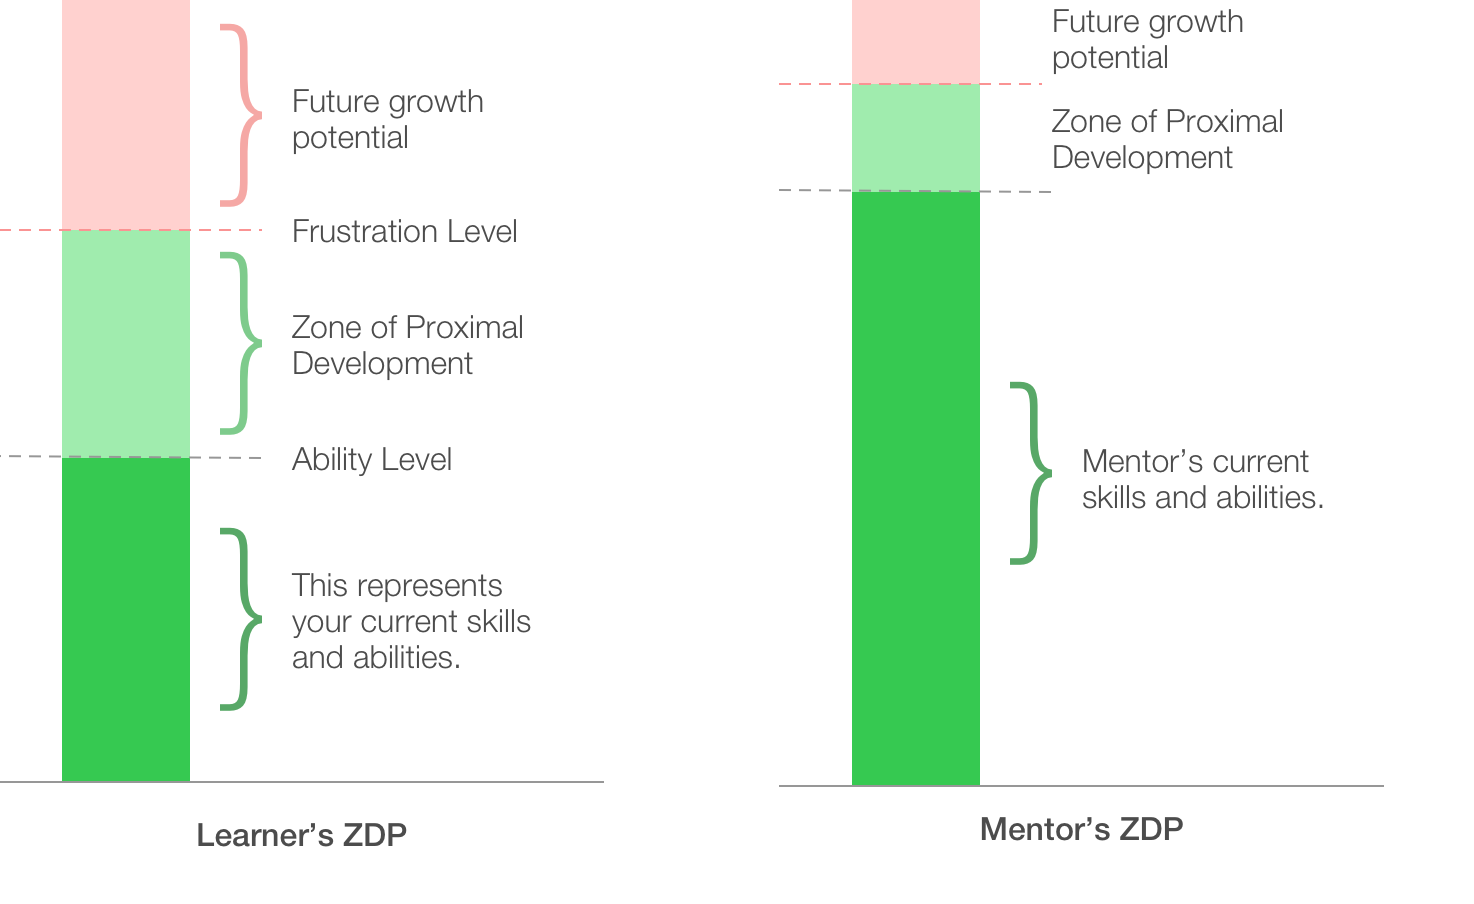 Future growth
potential
Frustration Level
Zone of Proximal
Development
Ability Level
This represents
your current skills
and abilities.
Learner’s ZDP
Future growth
potential
Zone of Proximal
Development
Mentor’s current
skills and abilities.
Mentor’s ZDP